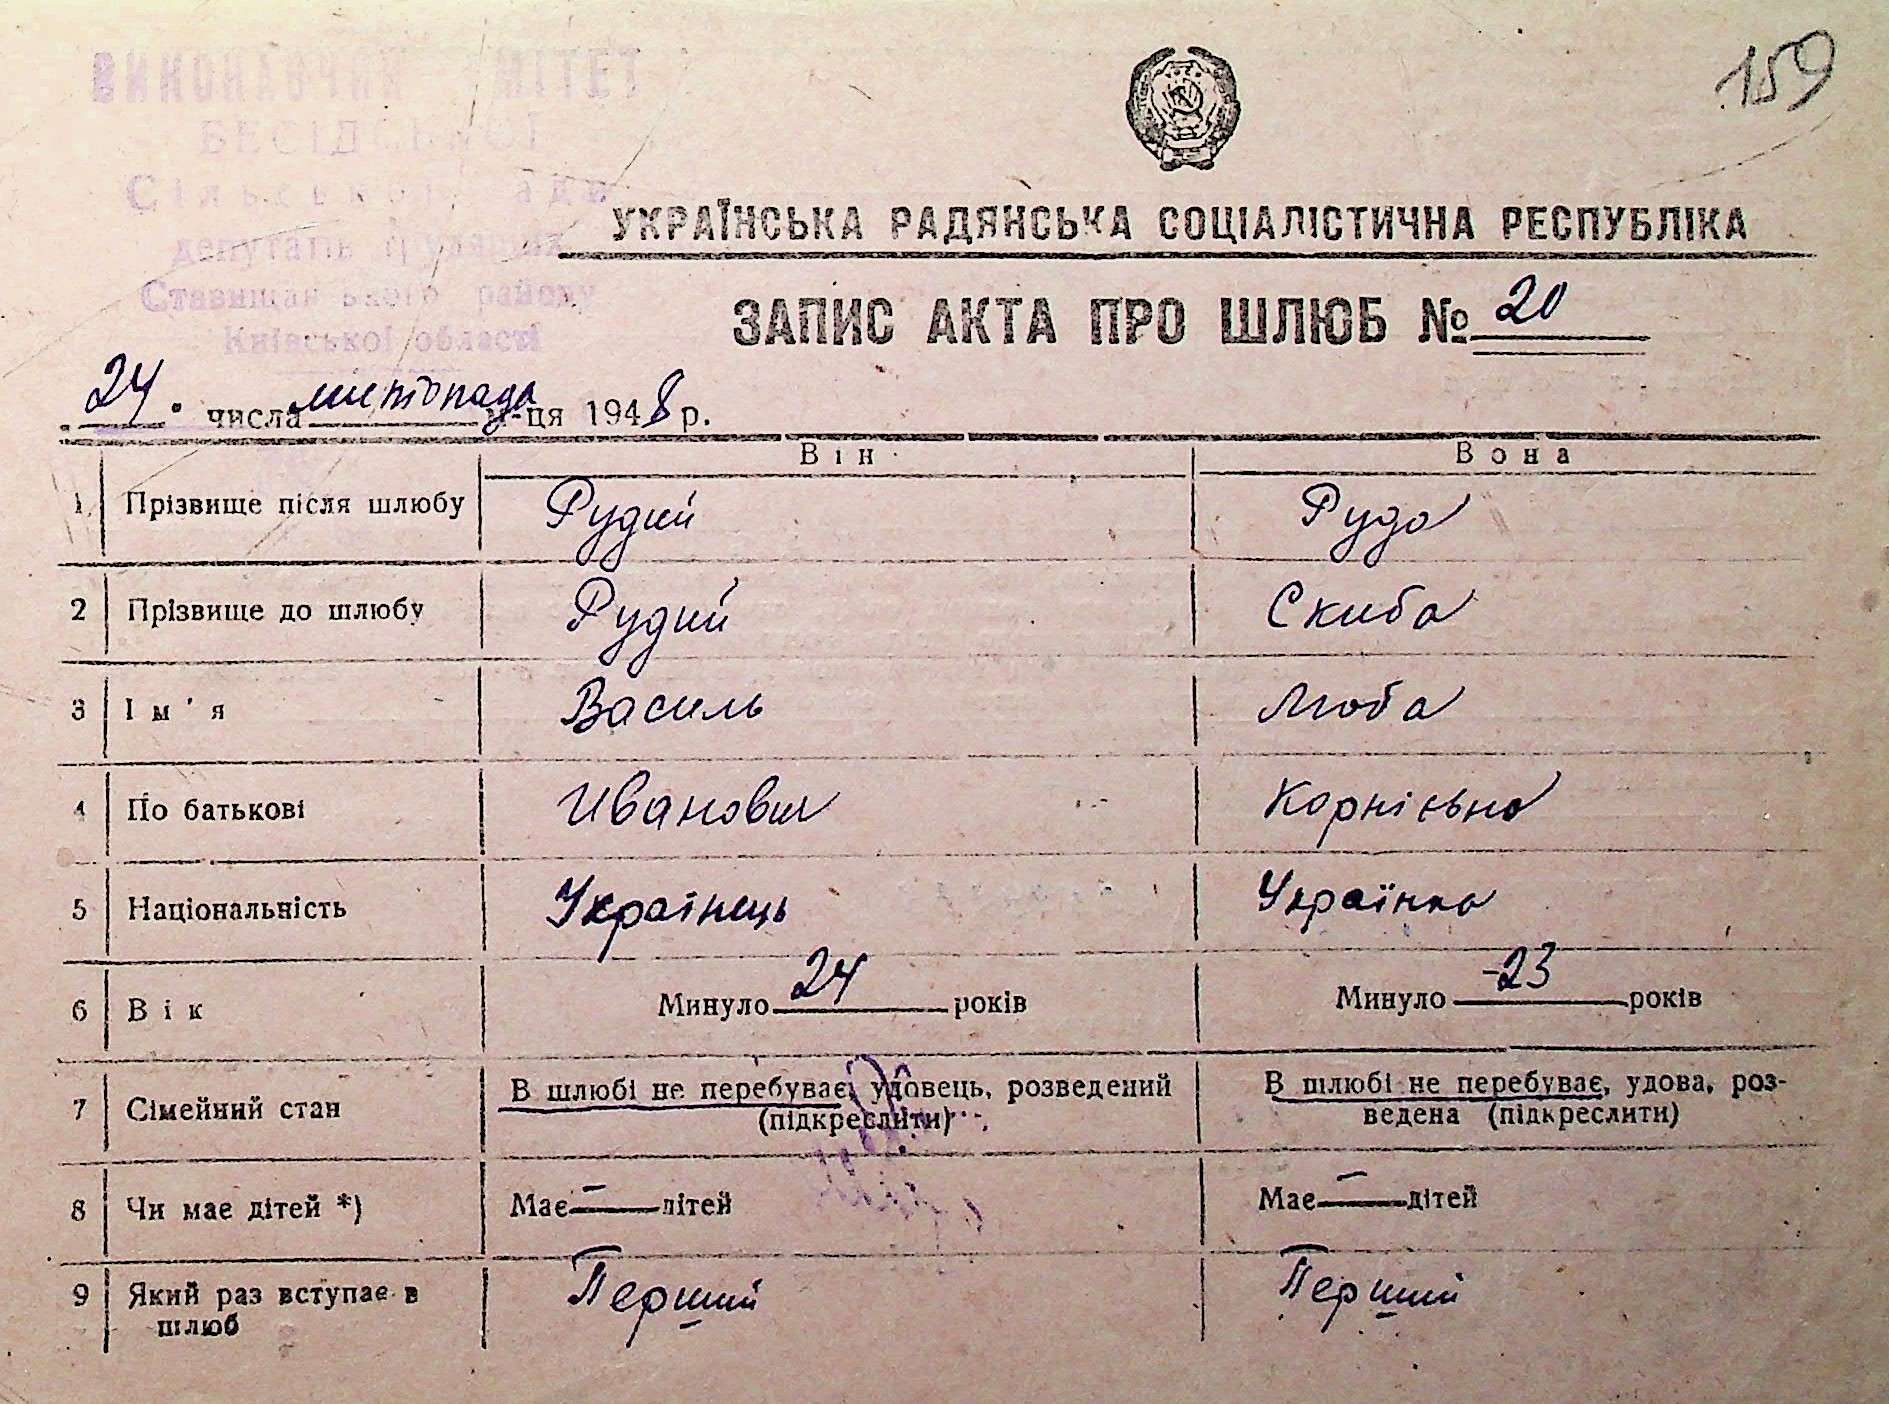 159
ВИКОНАВЧИЙ КОМІТЕТ
БЕСІДСЬКОЇ
Сільської Ради
депутатів трудящих
Ставищанського району
Київської області
УКРАЇНСЬКА РАДЯНСЬКА СОЦІАЛІСТИЧНА РЕСПУБЛІКА
ЗАПИС АКТА ПРО ШЛЮБ № 20
24. числа листопада м-ця 1948 р.
Він Вона
1 Прізвище після шлюбу Рудий Руда
2 Прізвище до шлюбу Рудий Скиба
3 Ім'я Василь Люба
4 По батькові Иванович Корніівна
5 Національність Українець Українка
6 Вік Минуло 24 років Минуло -23 років
7 Сімейний стан В шлюбі не перебуває, удовець, розведений В шлюбі не перебуває, удова, роз-
(підкреслити) ведена (підкреслити)
8 Чи має дітей *) Має — дітей Має — дітей
9 Який раз вступає в Перший Перший
шлюб